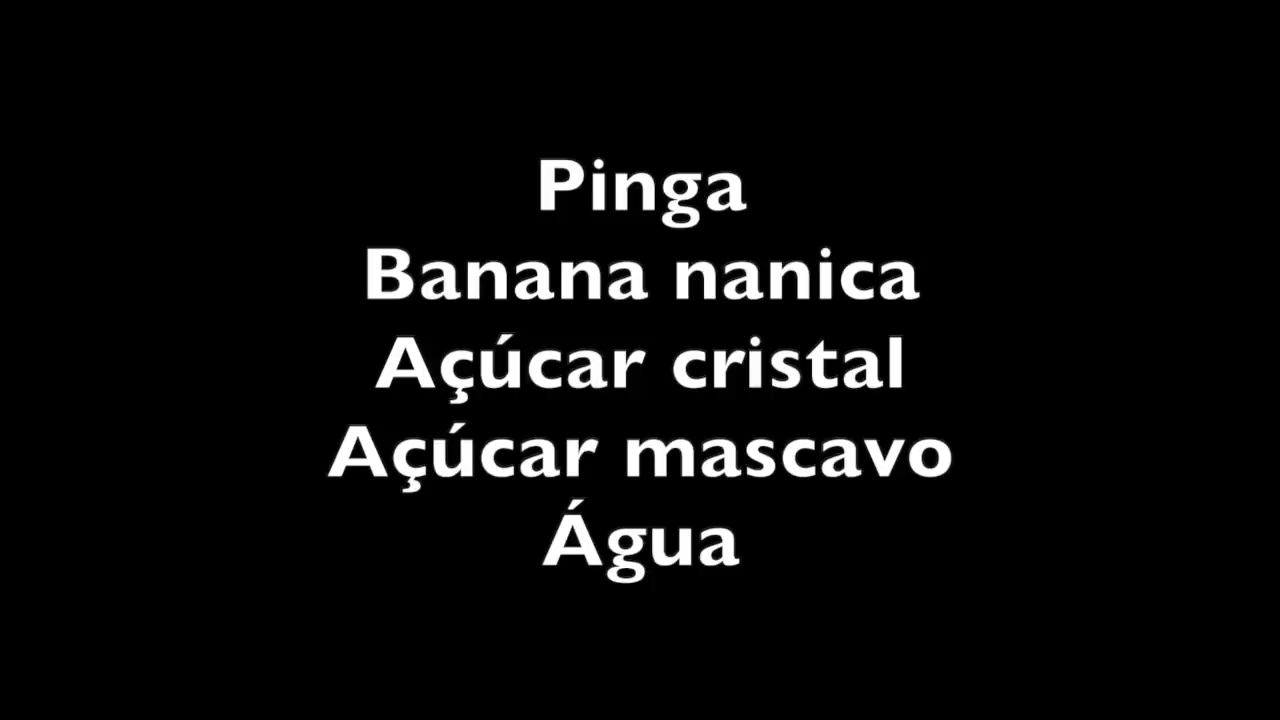 Pinga
Banana nanica
Açúcar cristal
Açúcar mascavo
Água